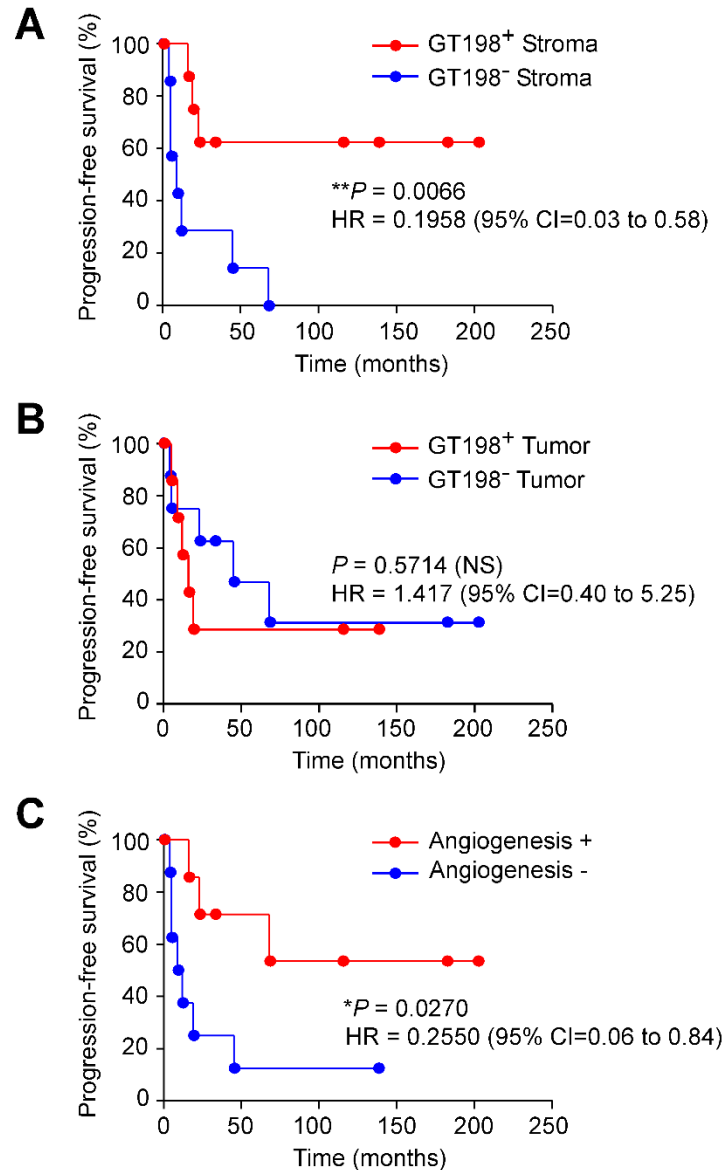 A
Progression-free survival (%)
100
80
60
40
20
0
GT198+ Stroma
GT198- Stroma
**P = 0.0066
HR = 0.1958 (95% CI=0.03 to 0.58)
0 50 100 150 200 250
Time (months)
B
Progression-free survival (%)
100
80
60
40
20
0
GT198+ Tumor
GT198- Tumor
P = 0.5714 (NS)
HR = 1.417 (95% CI=0.40 to 5.25)
0 50 100 150 200 250
Time (months)
C
Progression-free survival (%)
100
80
60
40
20
0
Angiogenesis +
Angiogenesis -
*P = 0.0270
HR = 0.2550 (95% CI=0.06 to 0.84)
0 50 100 150 200 250
Time (months)